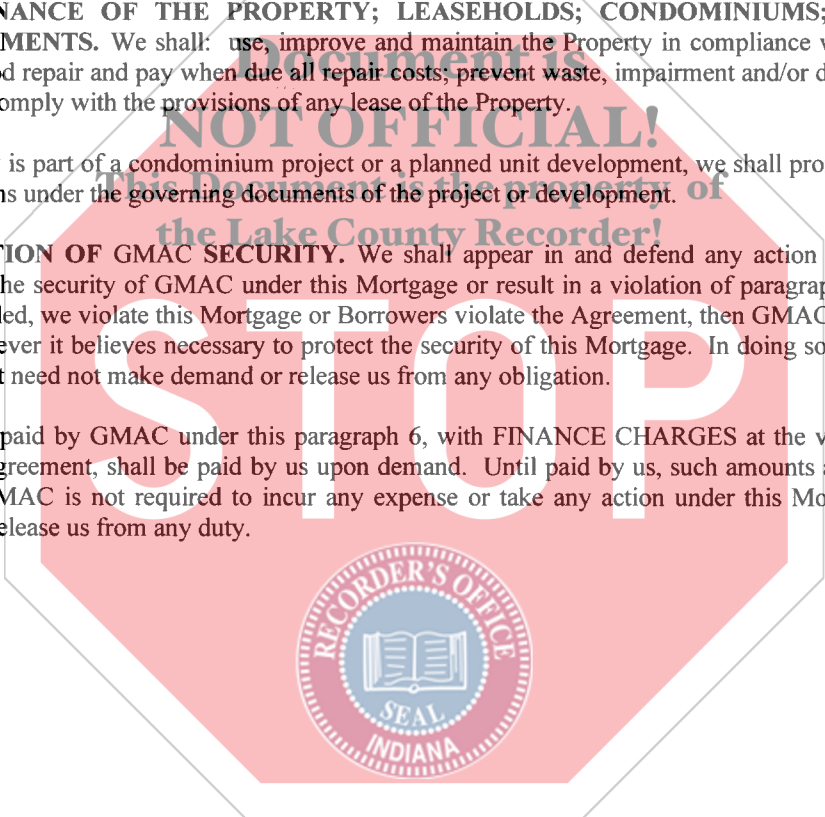 NANCE OF THE PROPERTY; LEASEHOLDS; CONDOMINIUMS;
MENTS. We shall: use, improve and maintain the Property in compliance
d repair and pay when due all repair costs; prevent waste, impairment and/or d
omply with the provisions of any lease of the Property.
is part of a condominium project or a planned unit development, we shall pro
ns under the governing documents of the project or development.
TION OF GMAC SECURITY. We shall appear in and defend any action
he security of GMAC under this Mortgage or result in a violation of paragrap
led, we violate this Mortgage or Borrowers violate the Agreement, then GMAC
ever it believes necessary to protect the security of this Mortgage. In doing so
t need not make demand or release us from any obligation.
paid by GMAC under this paragraph 6, with FINANCE CHARGES at the v
greement, shall be paid by us upon demand. Until paid by us, such amounts a
MAC is not required to incur any expense or take any action under this Mo
elease us from any duty.
Document is
NOT OFFICIAL!
This Document is the property of
the Lake County Recorder!
STOP
RECORDER'S OFFICE
SEAL
INDIANA